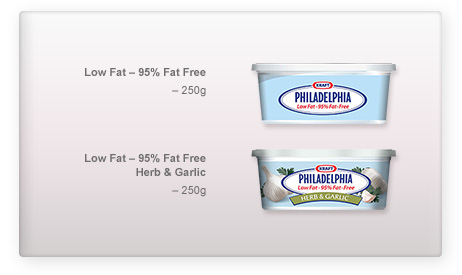 Low Fat – 95% Fat Free
– 250g
KRAFT
PHILADELPHIA
Low Fat • 95% Fat-Free
Low Fat – 95% Fat Free
Herb & Garlic
– 250g
KRAFT
PHILADELPHIA
Low Fat • 95% Fat-Free
HERB & GARLIC